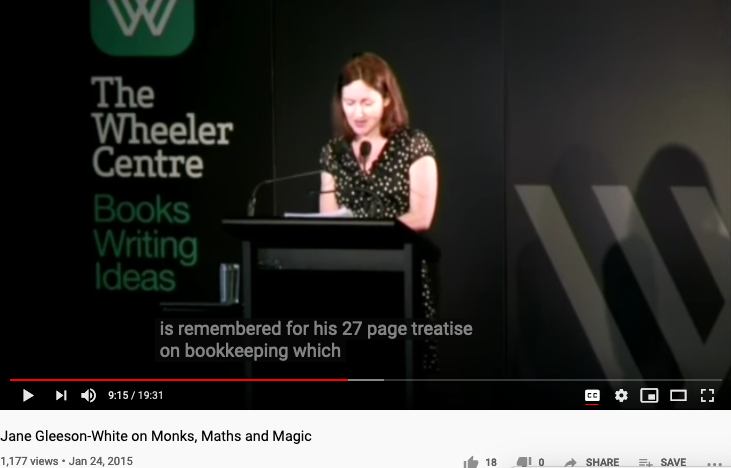 The
Wheeler
Centre
Books
Writing
Ideas
is remembered for his 27 page treatise
on bookkeeping which
9:15 / 19:31
CC
Jane Gleeson-White on Monks, Maths and Magic
1,177 views • Jan 24, 2015
18
0
SHARE
SAVE